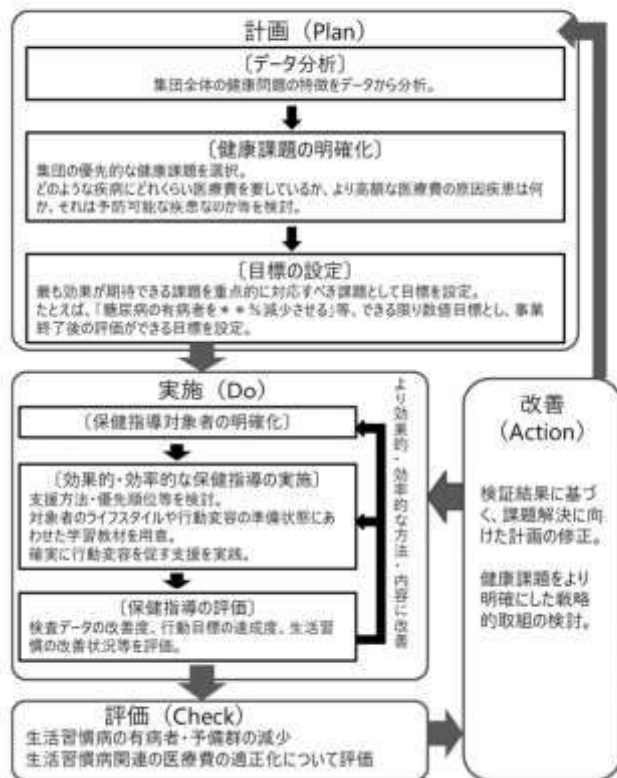 計画（Plan）
〔データ分析〕
集団全体の健康問題の特徴をデータから分析。
〔健康課題の明確化〕
集団の優先的な健康課題を選択。
どのような疾病にどれくらい医療費を要しているか、より高額な医療費の原因疾患は何
か、それは予防可能な疾患なのか等を検討。
〔目標の設定〕
最も効果が期待できる課題を重点的に対応すべき課題として目標を設定。
たとえば、「糖尿病の有病者を＊＊％減少させる」等、できる限り数値目標とし、事業
終了後の評価ができる目標を設定。
実施（Do）
〔保健指導対象者の明確化〕
〔効果的・効率的な保健指導の実施〕
支援方法・優先順位等を検討。
対象者のライフスタイルや行動変容の準備状態にあ
わせた学習教材を用意。
確実に行動変容を促す支援を実践。
〔保健指導の評価〕
検査データの改善度、行動目標の達成度、生活習
慣の改善状況等を評価。
より効果的・効率的な方法・内容に改善
評価（Check）
生活習慣病の有病者・予備群の減少
生活習慣病関連の医療費の適正化について評価
改善
（Action）
検証結果に基づ
く、課題解決に向
けた計画の修正。
健康課題をより
明確にした戦略
的取組の検討。